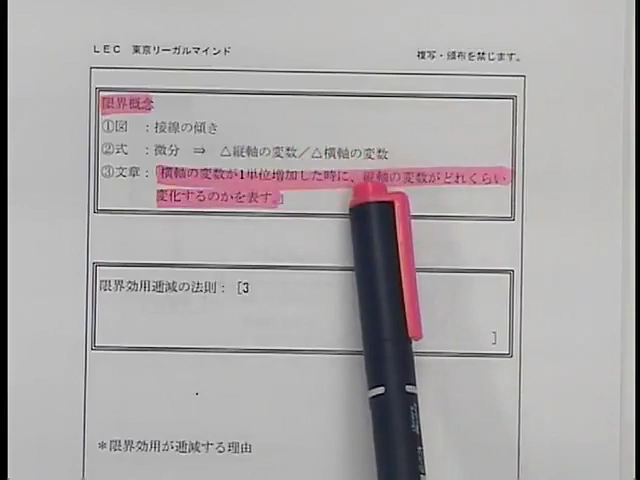 LEC 東京リーガルマインド
複写・頒布を禁じます。
限界概念
①図 :接線の傾き
②式 :微分 ⇒ △縦軸の変数/△横軸の変数
③文章:「横軸の変数が1単位増加した時に、縦軸の変数がどれくらい
変化するのかを表す。」
限界効用逓減の法則:[3
]
*限界効用が逓減する理由